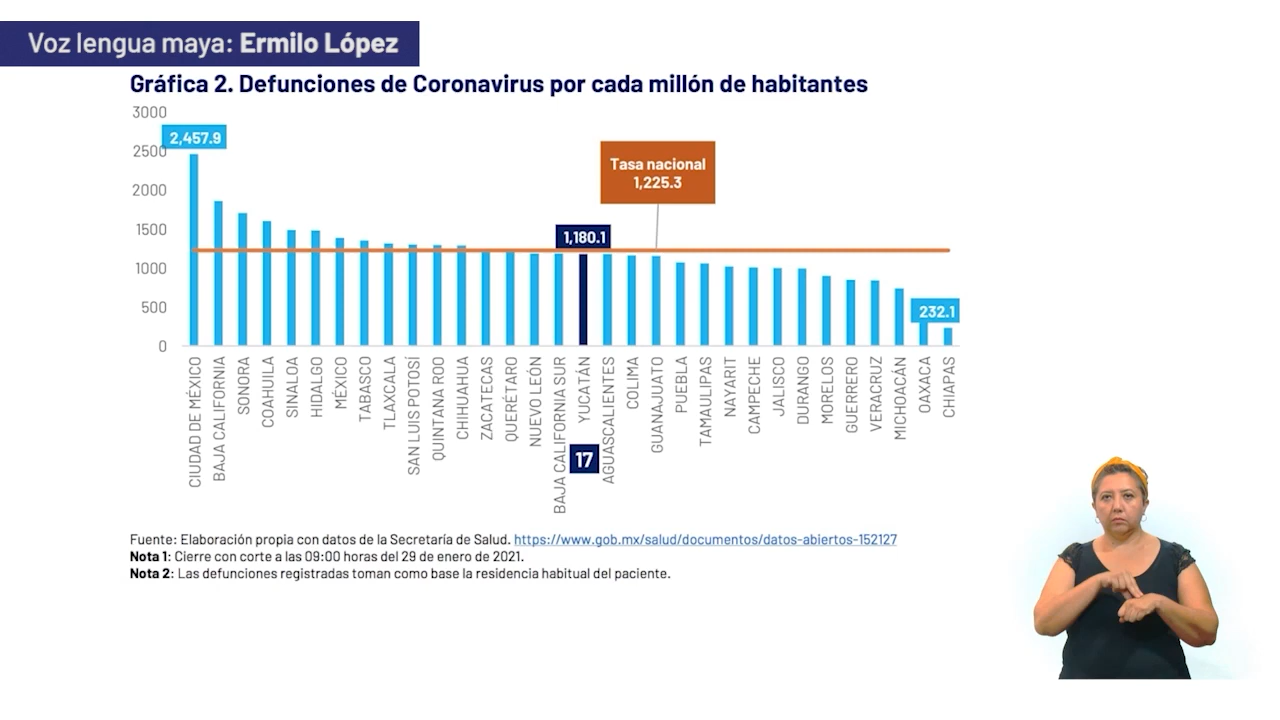 Voz lengua maya: Ermilo López
Gráfica 2. Defunciones de Coronavirus por cada millón de habitantes
3000
2500
2000
1500
1000
500
0
2,457.9
Tasa nacional
1,225.3
1,180.1
232.1
CIUDAD DE MÉXICO
BAJA CALIFORNIA
SONORA
COAHUILA
SINALOA
HIDALGO
MÉXICO
TABASCO
TLAXCALA
SAN LUIS POTOSÍ
QUINTANA ROO
CHIHUAHUA
ZACATECAS
QUERÉTARO
NUEVO LEÓN
BAJA CALIFORNIA SUR
YUCATÁN
AGUASCALIENTES
COLIMA
GUANAJUATO
PUEBLA
TAMAULIPAS
NAYARIT
CAMPECHE
JALISCO
DURANGO
MORELOS
GUERRERO
VERACRUZ
MICHOACÁN
OAXACA
CHIAPAS
17
Fuente: Elaboración propia con datos de la Secretaría de Salud. https://www.gob.mx/salud/documentos/datos-abiertos-152127
Nota 1: Cierre con corte a las 09:00 horas del 29 de enero de 2021.
Nota 2: Las defunciones registradas toman como base la residencia habitual del paciente.